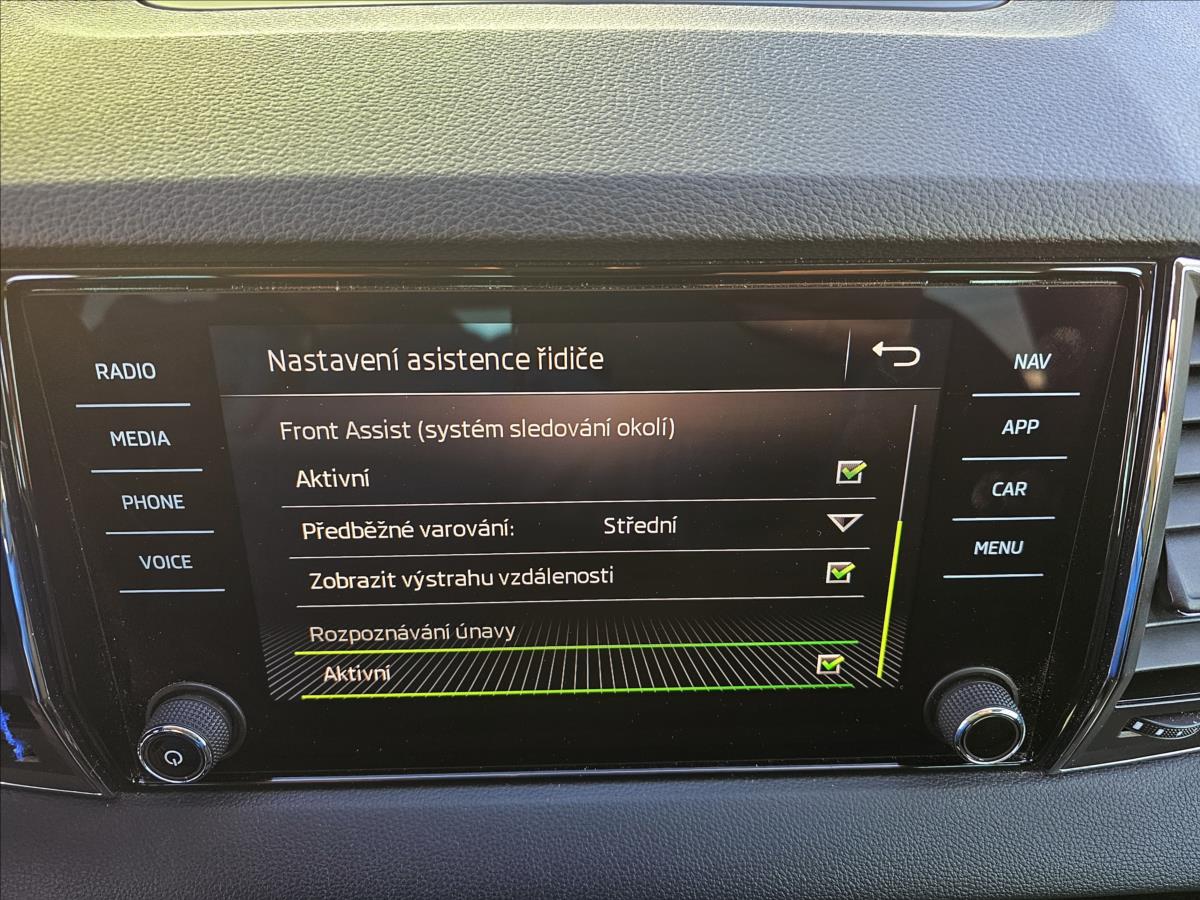 RADIO
MEDIA
PHONE
VOICE
Nastavení asistence řidiče
Front Assist (systém sledování okolí)
Aktivní
Předběžné varování: Střední
Zobrazit výstrahu vzdálenosti
Rozpoznávání únavy
Aktivní
NAV
APP
CAR
MENU